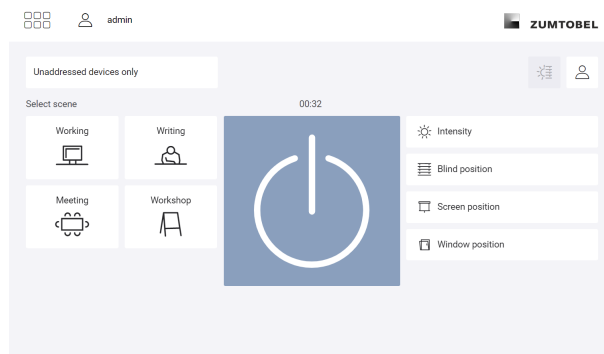 admin
ZUMTOBEL
Unaddressed devices only
Select scene
00:32
Working
Writing
Intensity
Blind position
Meeting
Workshop
Screen position
Window position